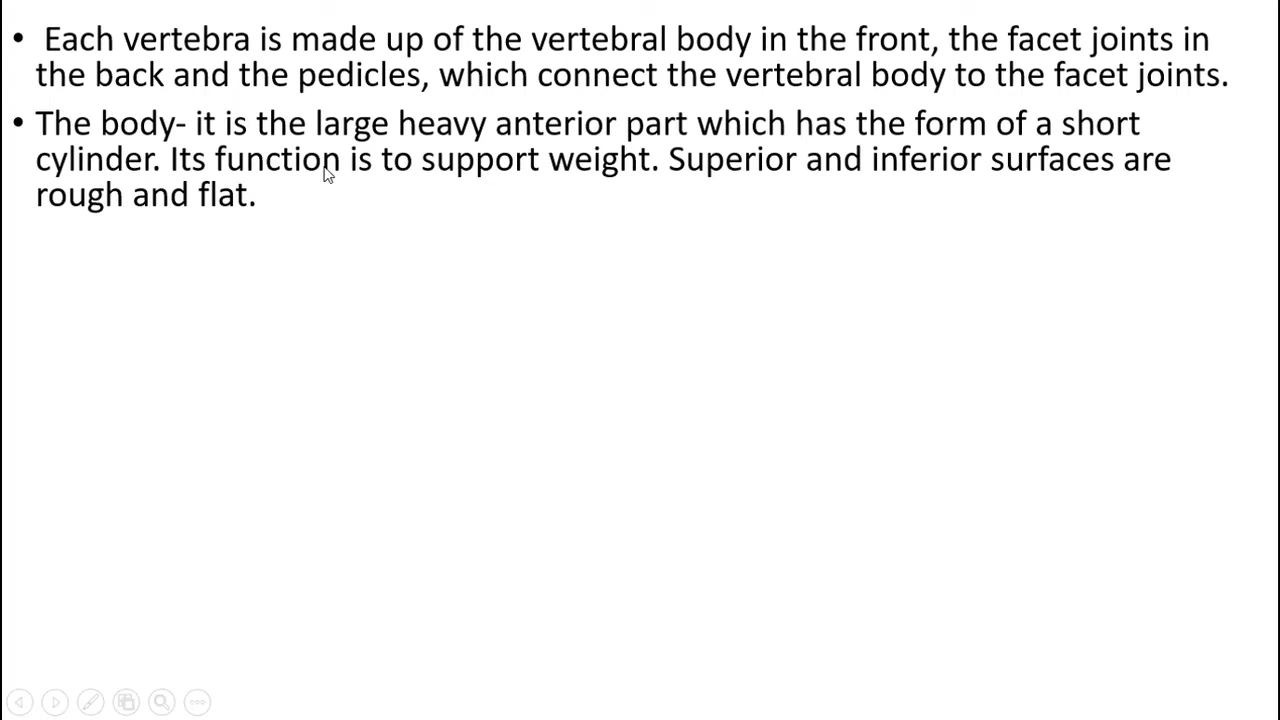 • Each vertebra is made up of the vertebral body in the front, the facet joints in
the back and the pedicles, which connect the vertebral body to the facet joints.
• The body- it is the large heavy anterior part which has the form of a short
cylinder. Its function is to support weight. Superior and inferior surfaces are
rough and flat.